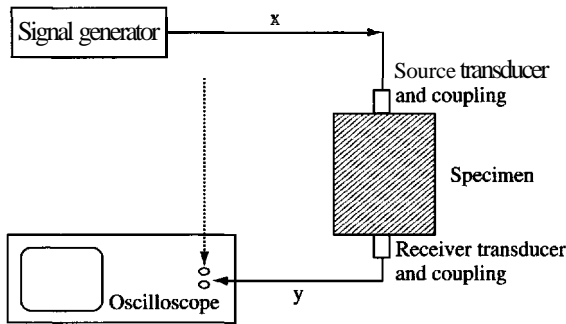 x
Signal generator
Source transducer
and coupling
Specimen
Receiver transducer
and coupling
Oscilloscope
y